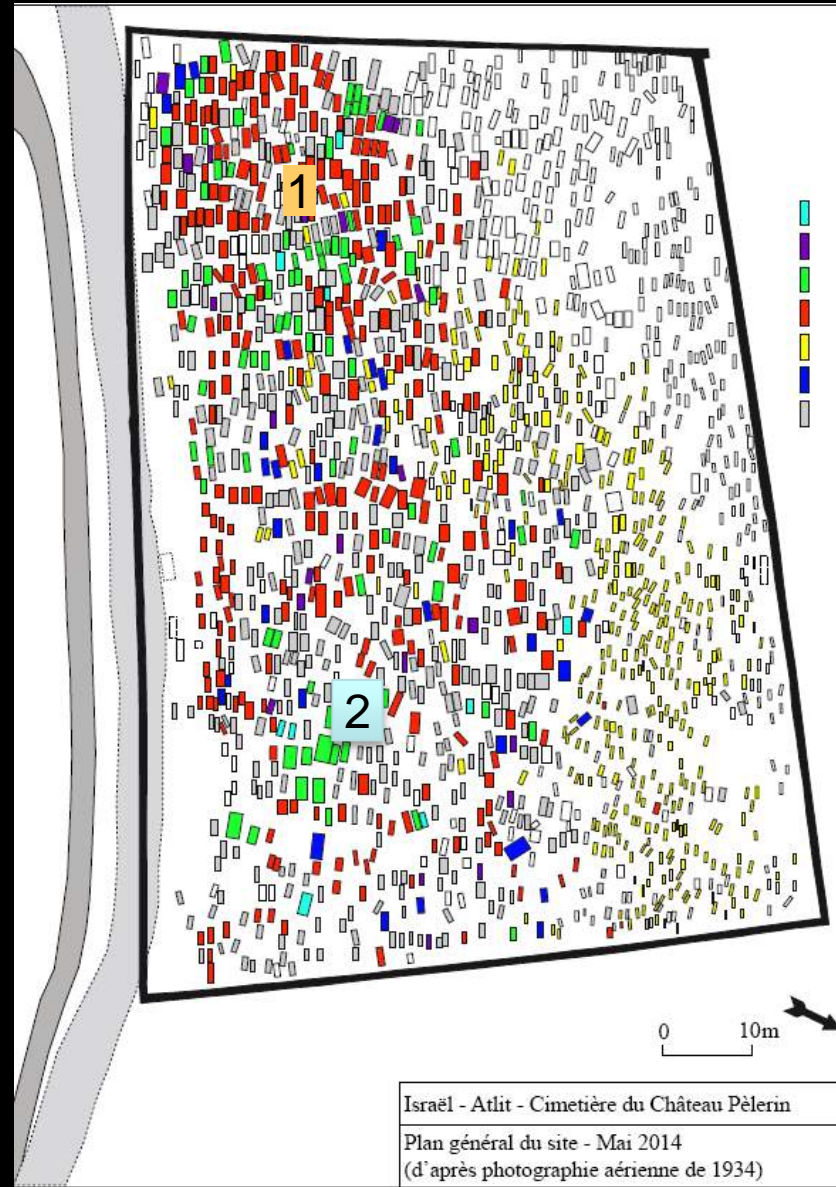 1
2
0 10m
Israël - Atlit - Cimetière du Château Pèlerin
Plan général du site - Mai 2014
(d'après photographie aérienne de 1934)